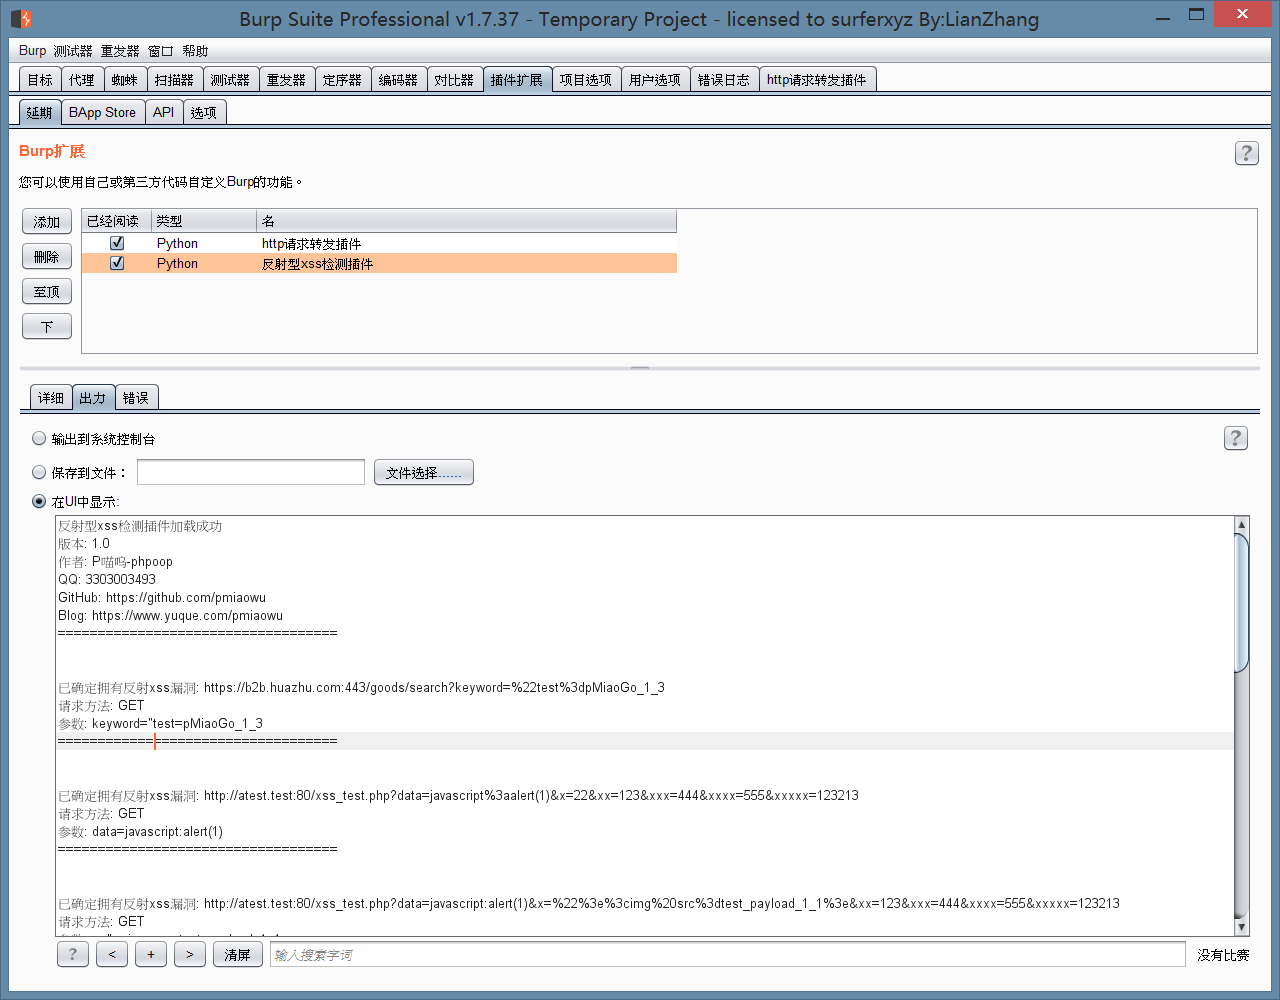 Burp Suite Professional v1.7.37 - Temporary Project - licensed to surferxyz By:LianZhang
Burp 测试器 重发器 窗口 帮助
目标 代理 蜘蛛 扫描器 测试器 重发器 定序器 编码器 对比器 插件扩展 项目选项 用户选项 错误日志 http请求转发插件
延期 BApp Store API 选项
Burp扩展
?
您可以使用自己或第三方代码自定义Burp的功能。
添加
删除
至顶
下
已经阅读 类型 名
Python http请求转发插件
Python 反射型xss检测插件
详细 出力 错误
输出到系统控制台
?
保存到文件： 文件选择......
在UI中显示:
反射型xss检测插件加载成功
版本: 1.0
作者: P喵呜-phpoop
QQ: 3303003493
GitHub: https://github.com/pmiaowu
Blog: https://www.yuque.com/pmiaowu
===================================
已确定拥有反射xss漏洞: https://b2b.huazhu.com:443/goods/search?keyword=%22test%3dpMiaoGo_1_3
请求方法: GET
参数: keyword="test=pMiaoGo_1_3
===================================
已确定拥有反射xss漏洞: http://atest.test:80/xss_test.php?data=javascript%3aalert(1)&x=22&xx=123&xxx=444&xxxx=555&xxxxx=123213
请求方法: GET
参数: data=javascript:alert(1)
===================================
已确定拥有反射xss漏洞: http://atest.test:80/xss_test.php?data=javascript:alert(1)&x=%22%3e%3cimg%20src%3dtest_payload_1_1%3e&xx=123&xxx=444&xxxx=555&xxxxx=123213
请求方法: GET
? < + > 清屏 输入搜索字词 没有比赛